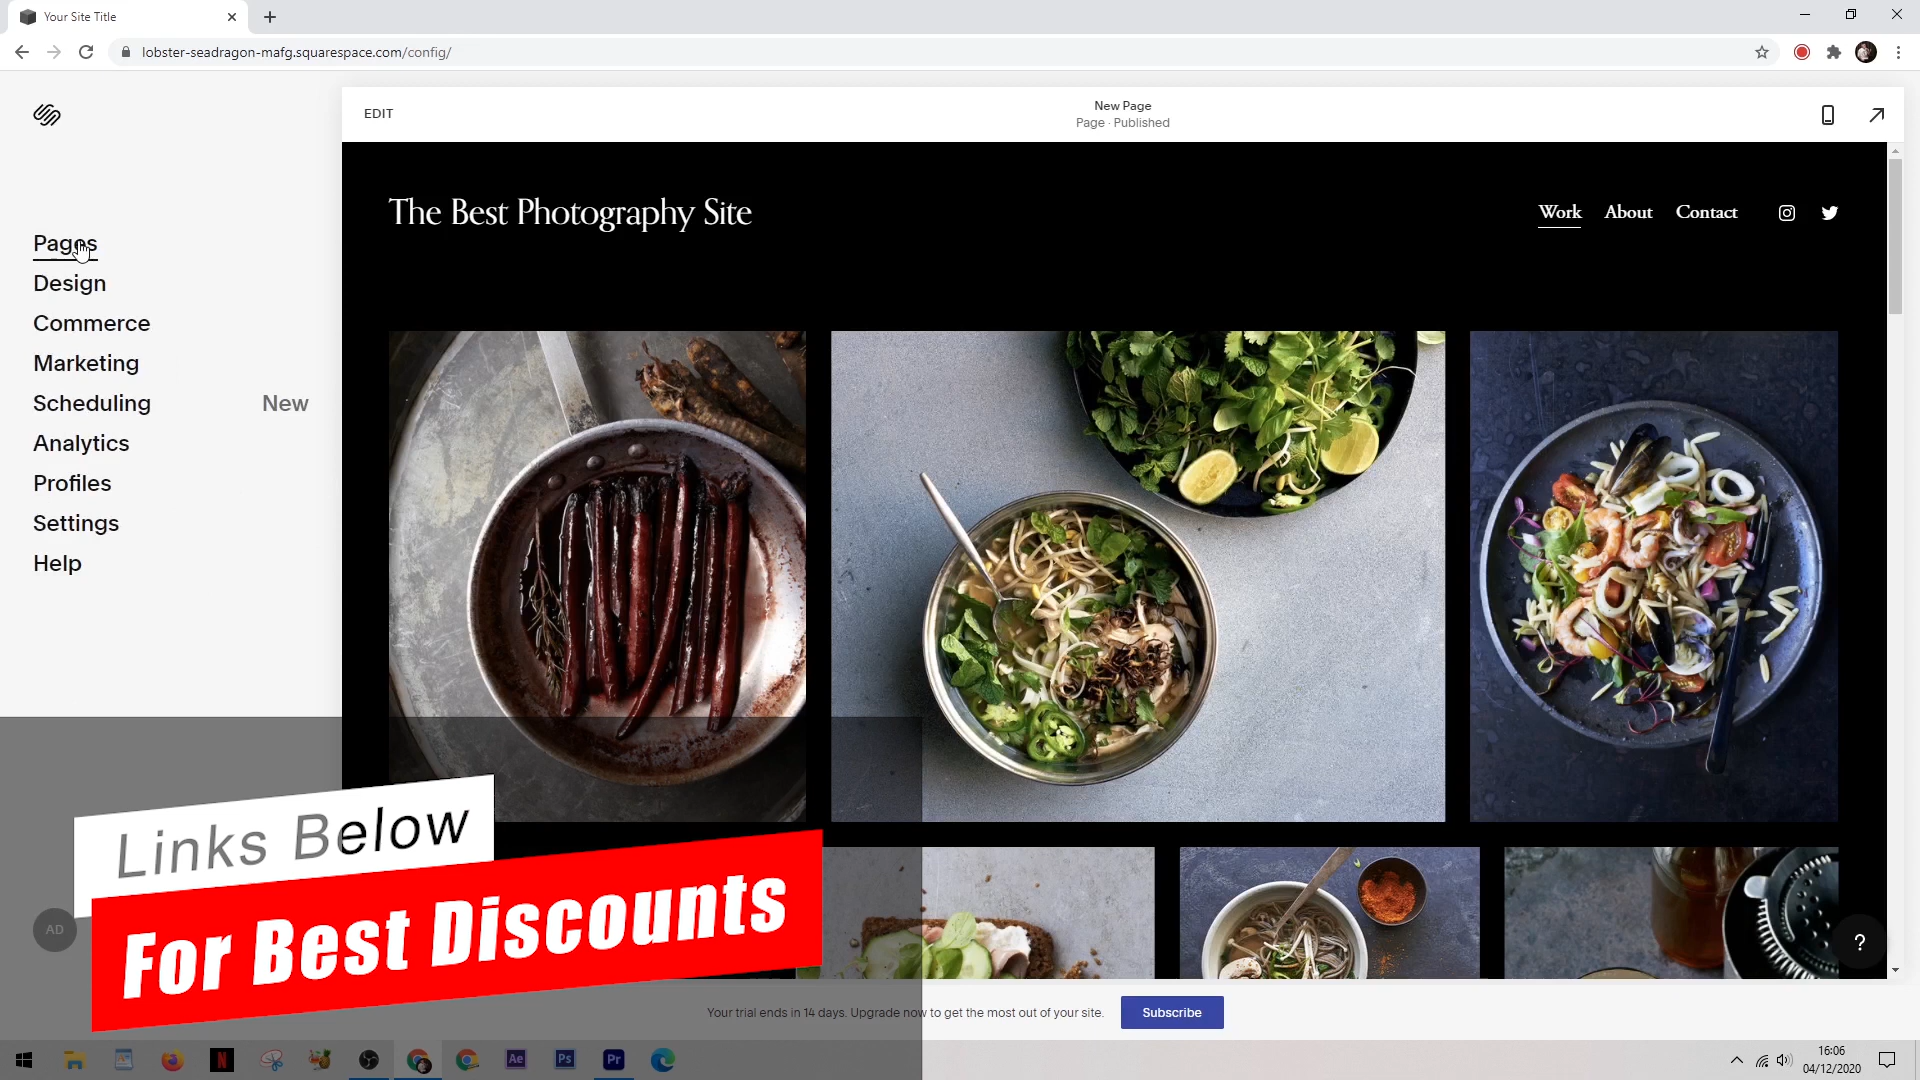 Your Site Title
lobster-seadragon-mafg.squarespace.com/config/
EDIT
New Page
Page · Published
The Best Photography Site
Work
About
Contact
Pages
Design
Commerce
Marketing
Scheduling
New
Analytics
Profiles
Settings
Help
Links Below
For Best Discounts
AD
?
Your trial ends in 14 days. Upgrade now to get the most out of your site.
Subscribe
N
Ae
Ps
Pr
16:06
04/12/2020